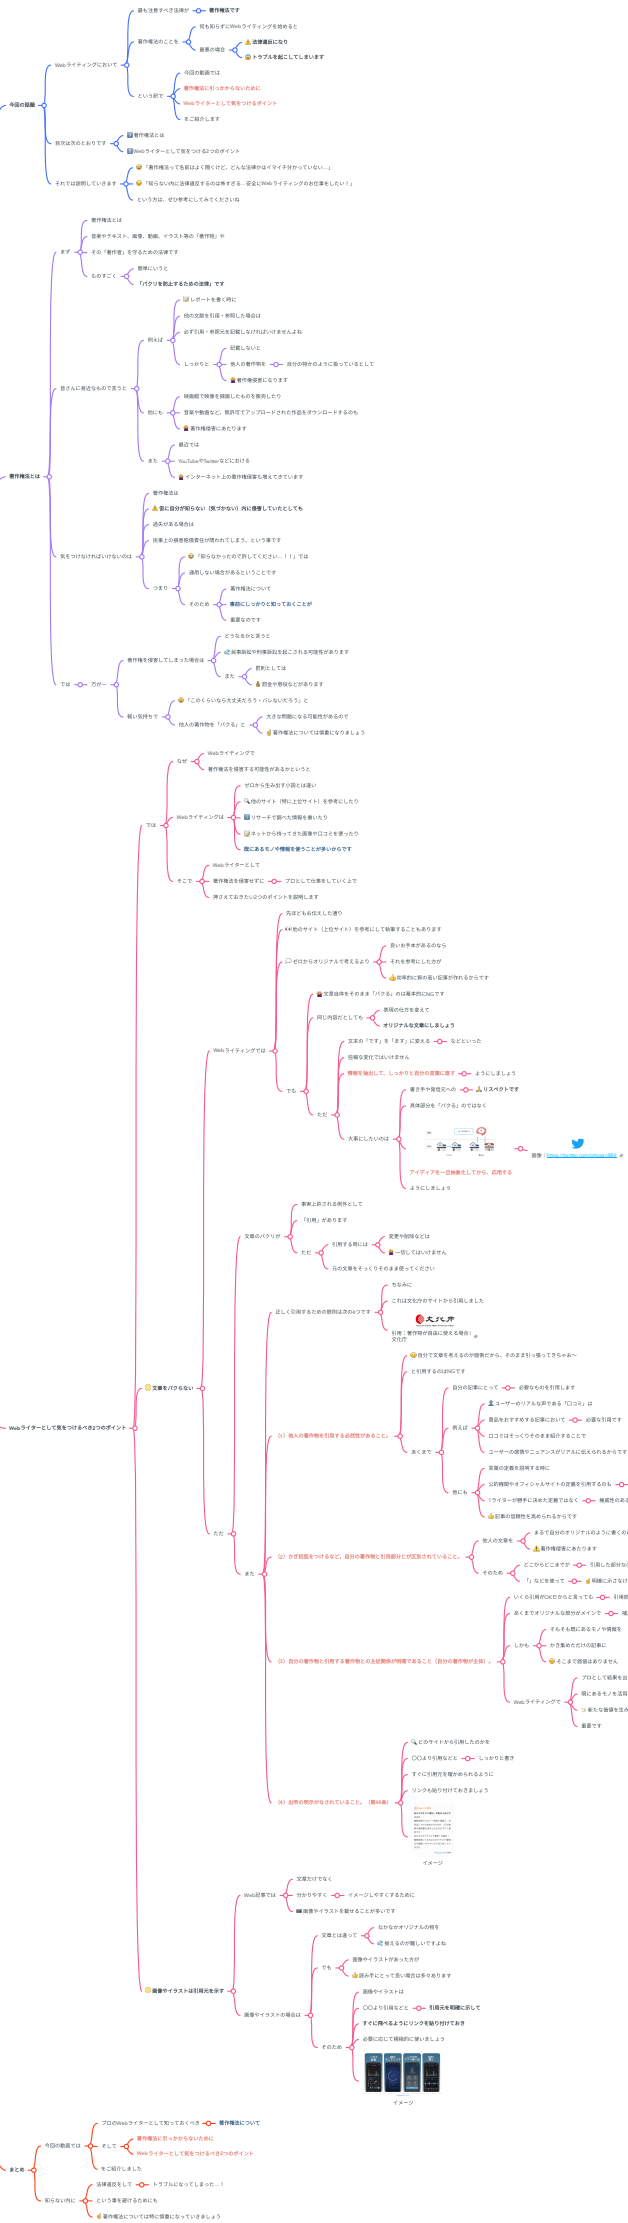 今回の話題
Webライティングにおいて
最も注意すべき法律が
著作権法です
著作権法のことを
何も知らずにWebライティングを始めると
最悪の場合
⚠️法律違反になり
😱トラブルを起こしてしまいます
という訳で
今回の動画では
著作権法に引っかからないために
Webライターとして気をつけるポイント
をご紹介します
目次は次のとおりです
1️⃣著作権法とは
2️⃣Webライターとして気を付ける2つのポイント
それでは説明していきます
「著作権法って名前はよく聞くけど、どんな法律かはイマイチ分かっていない…」
「知らない内に法律違反するのは怖すぎる…安全にWebライティングのお仕事をしたい！」
という方は、ぜひ参考にしてみてくださいね
著作権法とは
まず
著作権法とは
音楽やテキスト、画像、動画、イラスト等の「著作物」や
その「著作者」を守るための法律です
ものすごく
簡単にいうと
「パクリを防止するための法律」です
皆さんに身近なもので言うと
例えば
レポートを書く時に
他の文献を引用・参照した場合は
必ず引用・参照元を記載しなければいけませんよね
しっかりと
記載しないと
他人の著作物を
自分の物かのように扱っているとして
著作権侵害になります
他にも
映画館で映像を録画したものを販売したり
音楽や動画など、無許可でアップロードされた作品をダウンロードするのも
著作権侵害にあたります
また
最近では
YouTubeやTwitterなどにおける
インターネット上の著作権侵害も増えてきています
気をつけなければいけないのは
著作権法は
⚠️仮に自分が知らない（気づかない）内に侵害していたとしても
過失がある場合は
民事上の損害賠償責任が問われてしまう、という事です
つまり
「知らなかったので許してください…！！」では
通用しない場合があるということです
そのため
著作権法について
事前にしっかりと知っておくことが
重要なのです
では
万が一
著作権を侵害してしまった場合は
どうなるかと言うと
民事訴訟や刑事訴訟を起こされる可能性があります
また
罰則としては
罰金や懲役などがあります
軽い気持ちで
「このくらいなら大丈夫だろう・バレないだろう」と
他人の著作物を「パクる」と
大きな問題になる可能性があるので
著作権法については慎重になりましょう
Webライターとして気をつけるべき2つのポイント
では
なぜ
Webライティングで
著作権法を侵害する可能性があるかというと
Webライティングは
ゼロから生み出す小説とは違い
🔍他のサイト（特に上位サイト）を参考にしたり
リサーチで調べた情報を書いたり
ネットから持ってきた画像や口コミを使ったり
既にあるモノや情報を使うことが多いからです
そこで
Webライターとして
著作権法を侵害せずに
プロとして仕事をしていく上で
押さえておきたい2つのポイントを説明します
文章をパクらない
Webライティングでは
先ほどもお伝えした通り
👀他のサイト（上位サイト）を参考にして執筆することもあります
💭ゼロからオリジナルで考えるより
良いお手本があるのなら
それを参考にした方が
👍効率的に質の高い記事が作れるからです
でも
文章自体をそのまま「パクる」のは基本的にNGです
同じ内容だとしても
表現の仕方を変えて
オリジナルな文章にしましょう
ただ
文末の「です」を「ます」に変える
などといった
些細な変化ではいけません
情報を抽出して、しっかりと自分の言葉に直す
ようにしましょう
大事にしたいのは
書き手や発信元への
🙏リスペクトです
具体部分を「パクる」のではなく
画像：
アイディアを一旦抽象化してから、応用する
ようにしましょう
ただ
文章のパクリが
事実上許される例外として
「引用」があります
ただ
引用する時には
変更や削除などは
一切してはいけません
元の文章をそっくりそのまま使ってください
また
正しく引用するための原則は次の4つです
ちなみに
これは文化庁のサイトから引用しました
文化庁
引用：著作物が自由に使える場合|
文化庁
（1）他人の著作物を引用する必然性があること。
自分で文章を考えるのが面倒だから、そのまま引っ張ってきちゃお〜
と引用するのはNGです
あくまで
自分の記事にとって
必要なものを引用します
例えば
ユーザーのリアルな声である「口コミ」は
商品をおすすめする記事において
必要な引用です
口コミはそっくりそのまま紹介することで
ユーザーの感情やニュアンスがリアルに伝えられるからです
他にも
言葉の定義を説明する時に
公的機関やオフィシャルサイトの定義を引用するのも
ライターが勝手に決めた定義ではなく
権威性のある
👍記事の信頼性を高められるからです
（2）かぎ括弧をつけるなど、自分の著作物と引用部分とが区別されていること。
他人の文章を
まるで自分のオリジナルのように書くのは
⚠️著作権侵害にあたります
そのため
どこからどこまでが
引用した部分なの
「」などを使って
明確に示さなけ
（3）自分の著作物と引用する著作物との主従関係が明確であること（自分の著作物が主体）。
いくら引用がOKだからと言っても
引用部
あくまでオリジナルな部分がメインで
補
しかも
そもそも既にあるモノや情報を
かき集めただけの記事に
そこまで価値はありません
Webライティングで
プロとして結果を出
既にあるモノを活用
✨新たな価値を生み
重要です
（4）出所の明示がなされていること。（第48条）
🔍どのサイトから引用したのかを
〇〇より引用などと
しっかりと書き
すぐに引用元を確かめられるように
リンクも貼り付けておきましょう
イメージ
画像やイラストは引用元を示す
Web記事では
文章だけでなく
分かりやすく
イメージしやすくするために
画像やイラストを載せることが多いです
画像やイラストの場合は
文章とは違って
なかなかオリジナルの物を
揃えるのが難しいですよね
でも
画像やイラストがあった方が
👍読み手にとって良い場合は多々あります
そのため
画像やイラストは
〇〇より引用などと
引用元を明確に示して
すぐに飛べるようにリンクを貼り付けておき
必要に応じて積極的に使いましょう
イメージ
まとめ
今回の動画では
プロのWebライターとして知っておくべき
著作権法について
そして
著作権法に引っかからないために
Webライターとして気をつけるべき2つのポイント
をご紹介しました
知らない内に
法律違反をして
トラブルになってしまった…！
という事を避けるためにも
著作権法については特に慎重になっていきましょう